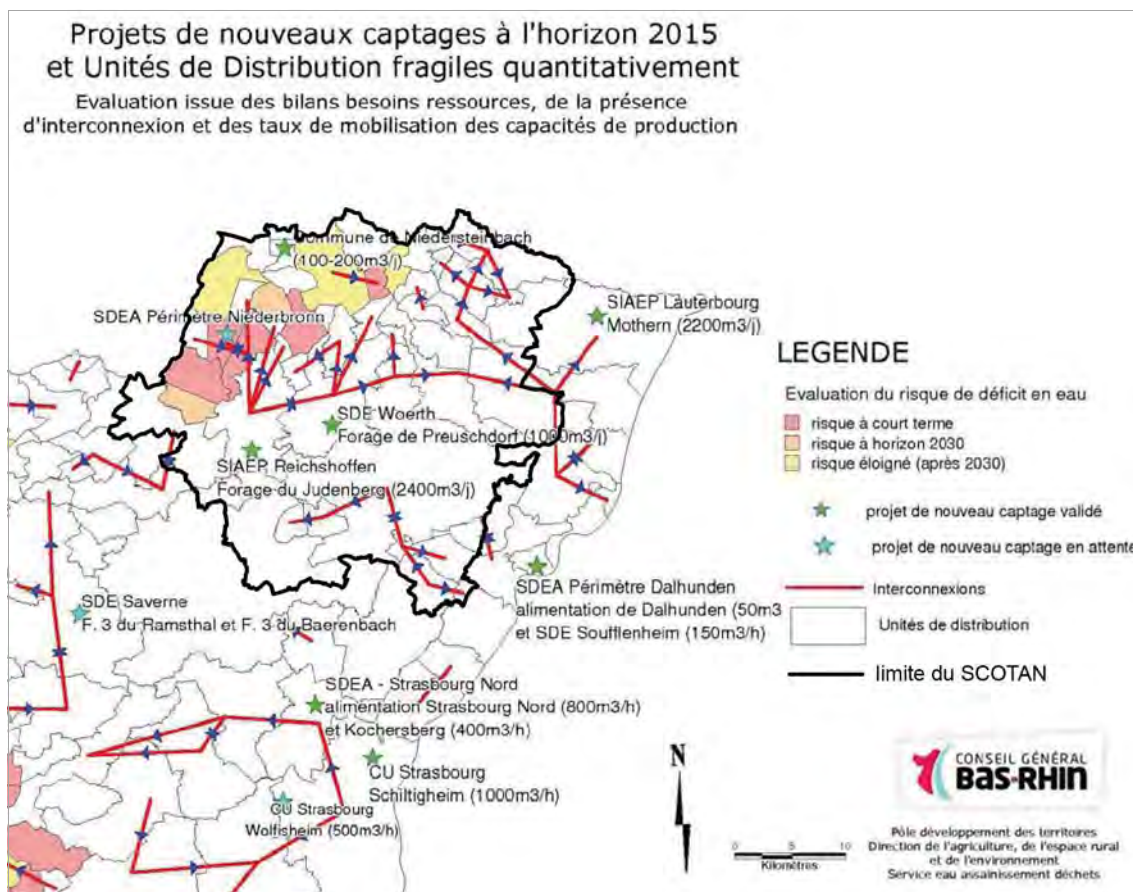 Projets de nouveaux captages à l'horizon 2015
et Unités de Distribution fragiles quantitativement
Evaluation issue des bilans besoins ressources, de la présence
d'interconnexion et des taux de mobilisation des capacités de production
ommune de Niedersteinbach
(100-200m3/j)
SDEA Périmètre Niederbronn
SIAEP Lauterbourg
Mothern (2200m3/j)
SDE Woerth
Forage de Preuschdorf (1000m3/j)
SIAEP Reichshoffen
Forage du Judenberg (2400m3/j)
SDEA Périmètre Dalhunden
alimentation de Dalhunden (50m3
et SDE Soufflenheim (150m3/h)
SDE Saverne
F. 3 du Ramsthal et F. 3 du Baerenbach
SDEA - Strasbourg Nord
alimentation Strasbourg Nord (800m3/h)
et Kochersberg (400m3/h)
CU Strasbourg
Schiltigheim (1000m3/h)
CU Strasbourg
Wolfisheim (500m3/h)
LEGENDE
Evaluation du risque de déficit en eau
risque à court terme
risque à horizon 2030
risque éloigné (après 2030)
projet de nouveau captage validé
projet de nouveau captage en attente
Interconnexions
Unités de distribution
limite du SCOTAN
N
0 5 10
Kilomètres
CONSEIL GÉNÉRAL
BAS-RHIN
Pôle développement des territoires
Direction de l'agriculture, de l'espace rural
et de l'environnement
Service eau assainissement déchets